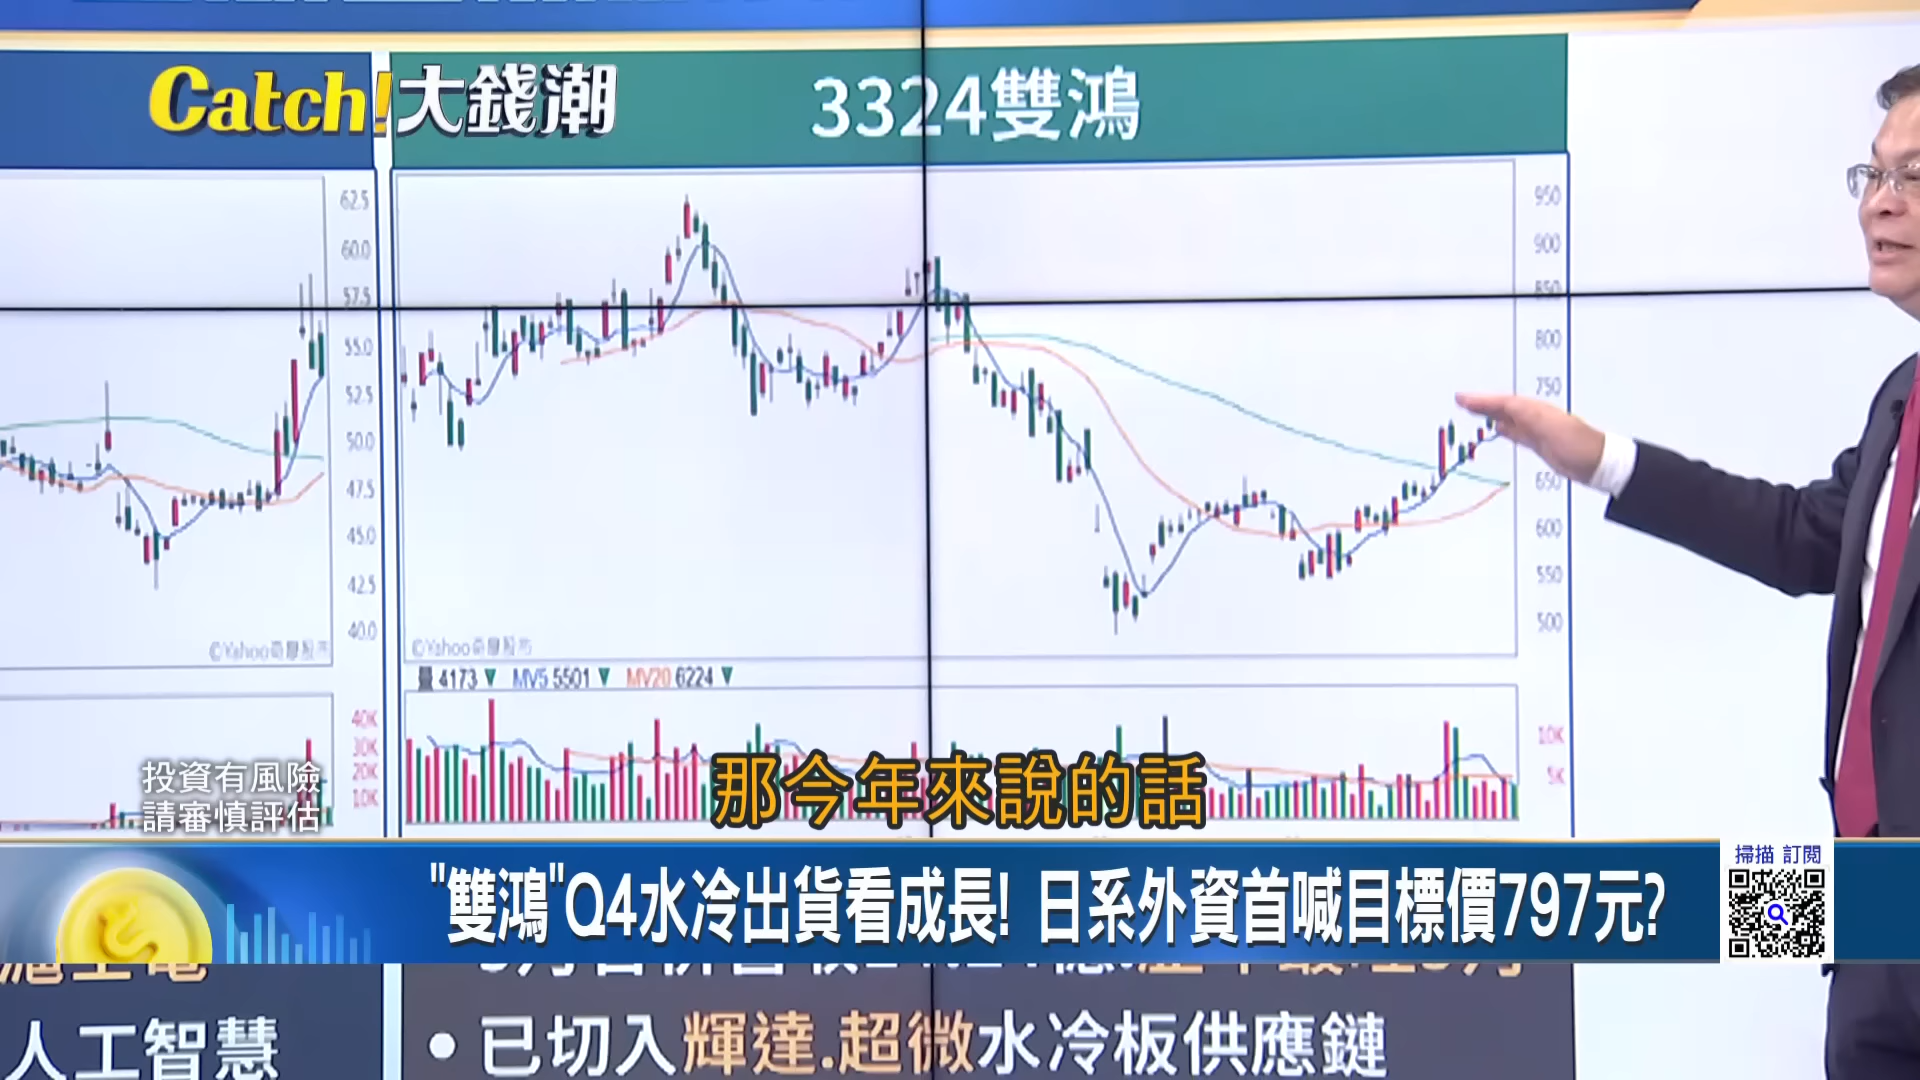 Catch!大錢潮
3324雙鴻
62.5
60.0
57.5
55.0
52.5
50.0
47.5
45.0
42.5
40.0
950
900
850
800
750
650
600
550
500
©Yahoo奇摩股市
©Yahoo奇摩股市
量 4173▼ MV5 5501▼ MV20 6224▼
40K
30K
20K
10K
10K
5K
投資有風險
請審慎評估
那今年來說的話
掃描 訂閱
"雙鴻"Q4水冷出貨看成長! 日系外資首喊目標價797元?
人工智慧
•已切入輝達.超微水冷板供應鏈